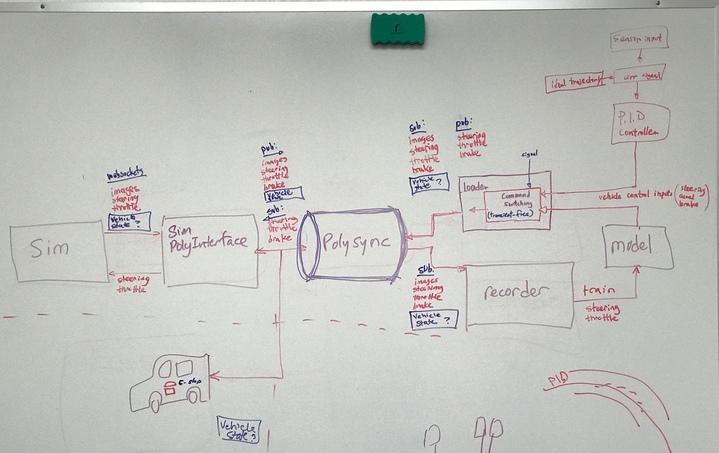 sensor input
ideal trajectory
error signal
P.I.D
controller
sub:
images
steering
throttle
brake
vehicle
state ?
pub:
steering
throttle
brake
pub:
images
steering
throttle
brake
vehicle
state
sub:
steering
throttle
brake
websockets
images
steering
throttle
vehicle
state ?
signal
loader
Command
switching
(transient-free)
vehicle control inputs (steering
and
brake)
Sim
Sim
PolyInterface
Polysync
model
steering
throttle
sub:
images
steering
throttle
brake
vehicle
state ?
recorder
train
steering
throttle
E-stop
PID
vehicle
state ?